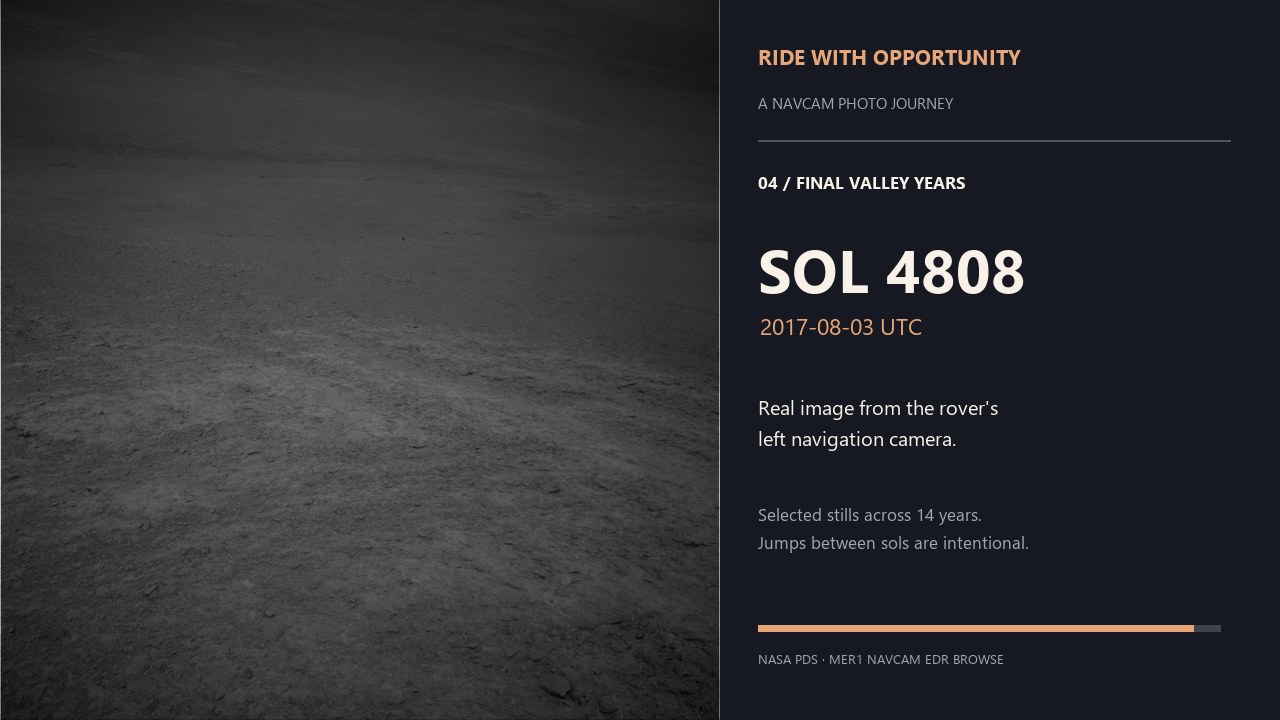 RIDE WITH OPPORTUNITY
A NAVCAM PHOTO JOURNEY
04 / FINAL VALLEY YEARS
SOL 4808
2017-08-03 UTC
Real image from the rover's
left navigation camera.
Selected stills across 14 years.
Jumps between sols are intentional.
NASA PDS · MER1 NAVCAM EDR BROWSE